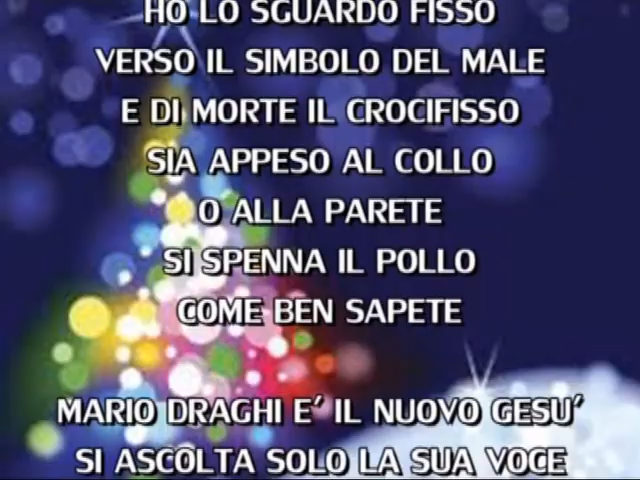 HO LO SGUARDO FISSO
VERSO IL SIMBOLO DEL MALE
E DI MORTE IL CROCIFISSO
SIA APPESO AL COLLO
O ALLA PARETE
SI SPENNA IL POLLO
COME BEN SAPETE
MARIO DRAGHI E' IL NUOVO GESU'
SI ASCOLTA SOLO LA SUA VOCE